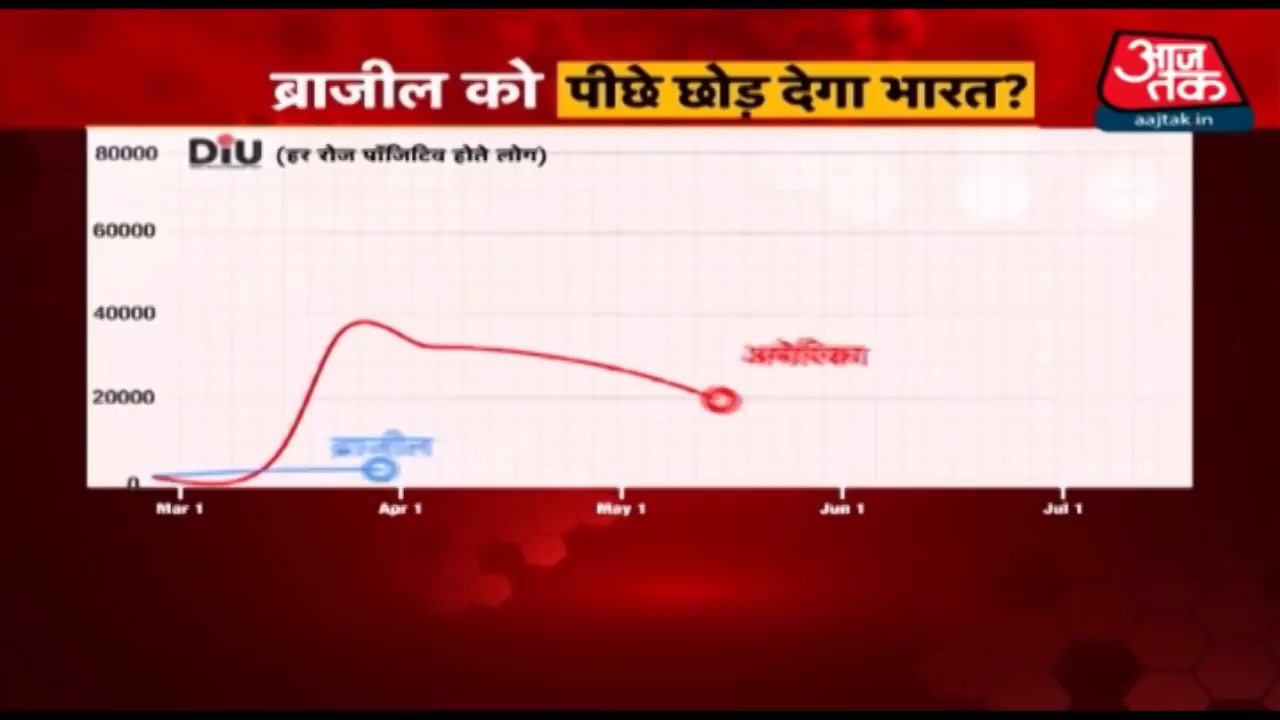 ब्राजील को पीछे छोड़ देगा भारत?
आज तक
aajtak.in
DiU (हर रोज पॉजिटिव होते लोग)
80000
60000
40000
20000
0
अमेरिका
ब्राजील
Mar 1 Apr 1 May 1 Jun 1 Jul 1